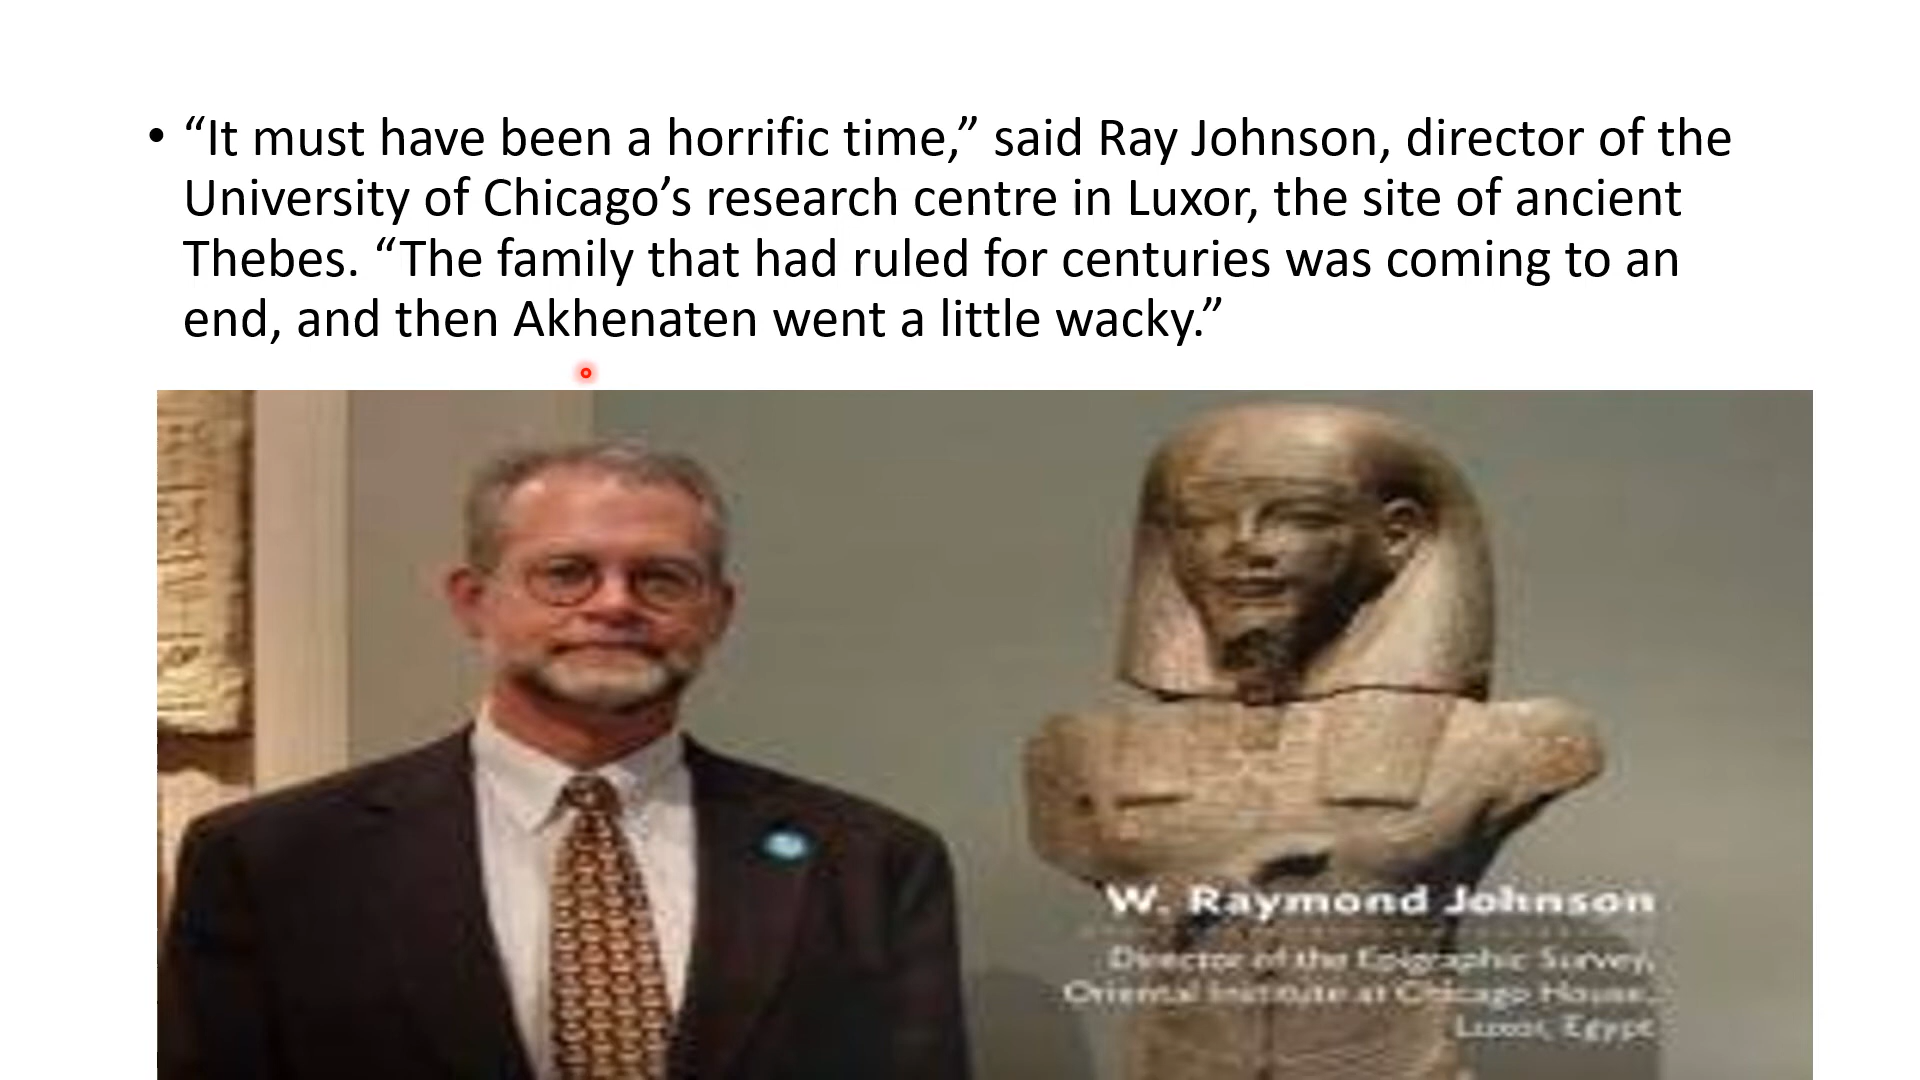 • “It must have been a horrific time,” said Ray Johnson, director of the
University of Chicago’s research centre in Luxor, the site of ancient
Thebes. “The family that had ruled for centuries was coming to an
end, and then Akhenaten went a little wacky.”
W. Raymond Johnson
Director of the Epigraphic Survey,
Oriental Institute at Chicago House,
Luxor, Egypt